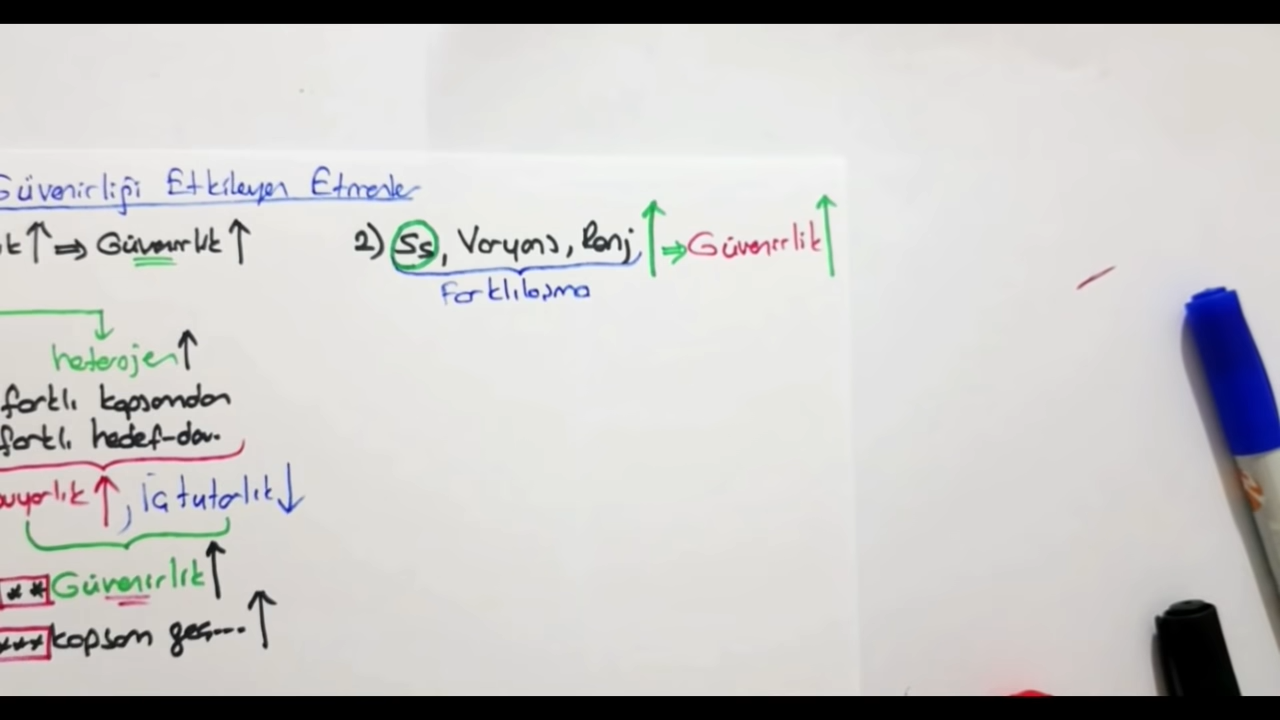 Güvenirliği Etkileyen Etmenler
k↑ ⇒ Güvenirlik ↑
2) Ss, Varyans, Ranj ↑ ⇒ Güvenirlik ↑
Farklılaşma
heterojen ↑
farklı kapsamdan
farklı hedef-dav.
uyarlık ↑, İç tutarlık ↓
** Güvenirlik ↑
*** kapsam geç.... ↑